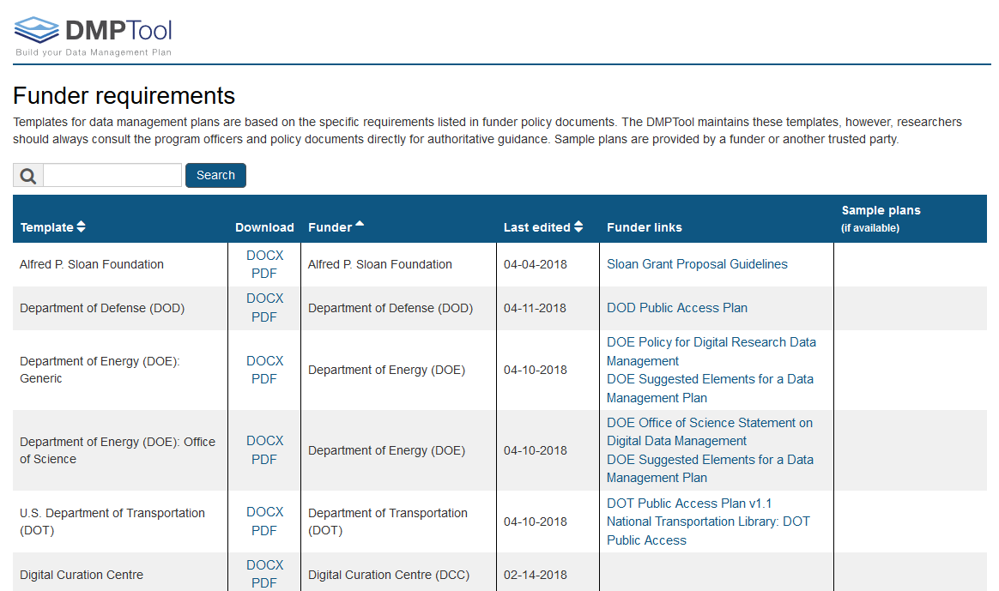 DMPTool
Build your Data Management Plan
Funder requirements
Templates for data management plans are based on the specific requirements listed in funder policy documents. The DMPTool maintains these templates, however, researchers
should always consult the program officers and policy documents directly for authoritative guidance. Sample plans are provided by a funder or another trusted party.
Search
Template Download Funder Last edited Funder links Sample plans
(if available)
Alfred P. Sloan Foundation DOCX
PDF Alfred P. Sloan Foundation 04-04-2018 Sloan Grant Proposal Guidelines
Department of Defense (DOD) DOCX
PDF Department of Defense (DOD) 04-11-2018 DOD Public Access Plan
Department of Energy (DOE):
Generic
DOCX
PDF
Department of Energy (DOE)
04-10-2018
DOE Policy for Digital Research Data
Management
DOE Suggested Elements for a Data
Management Plan
Department of Energy (DOE): Office
of Science
DOCX
PDF
Department of Energy (DOE)
04-10-2018
DOE Office of Science Statement on
Digital Data Management
DOE Suggested Elements for a Data
Management Plan
U.S. Department of Transportation
(DOT)
DOCX
PDF
Department of Transportation
(DOT)
04-10-2018
DOT Public Access Plan v1.1
National Transportation Library: DOT
Public Access
Digital Curation Centre
DOCX
PDF
Digital Curation Centre (DCC)
02-14-2018